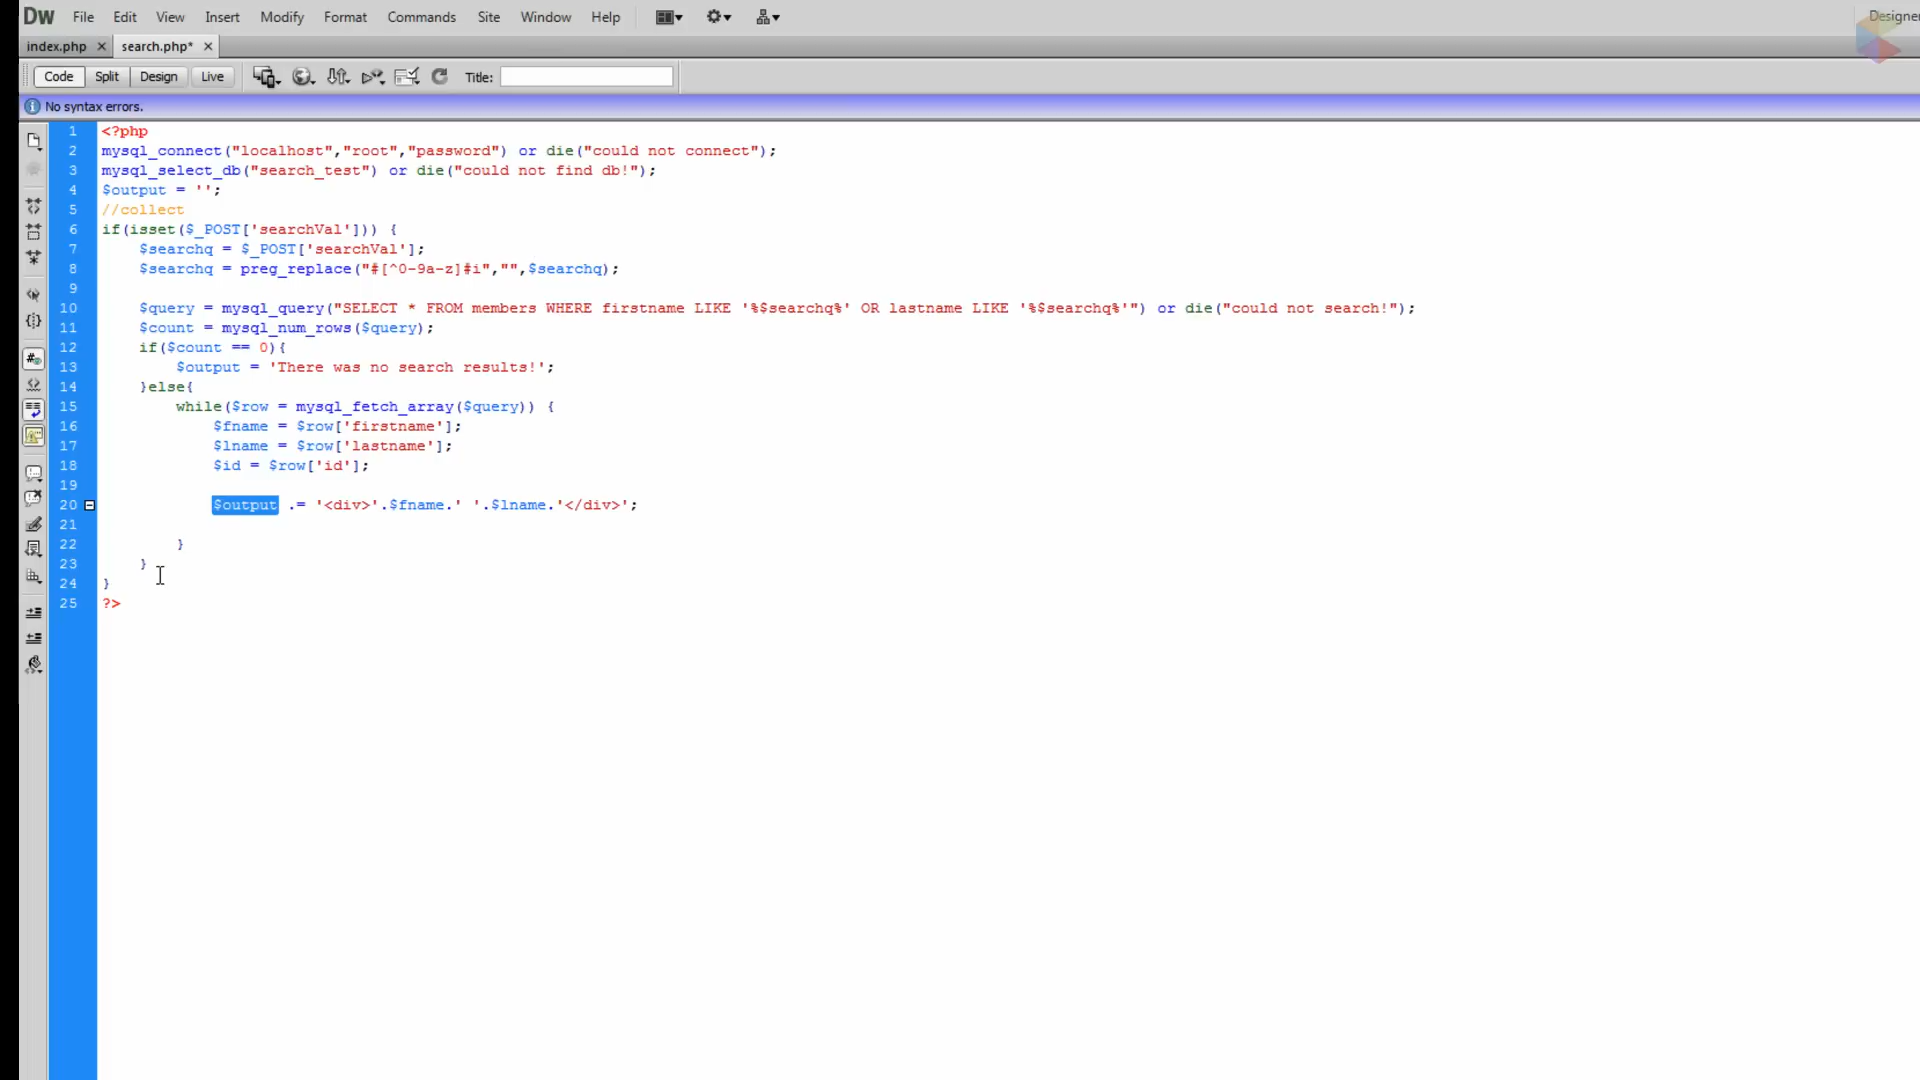 Dw File Edit View Insert Modify Format Commands Site Window Help Designer
index.php × search.php* ×
Code Split Design Live Title:
No syntax errors.
1 <?php
2 mysql_connect("localhost","root","password") or die("could not connect");
3 mysql_select_db("search_test") or die("could not find db!");
4 $output = '';
5 //collect
6 if(isset($_POST['searchVal'])) {
7 $searchq = $_POST['searchVal'];
8 $searchq = preg_replace("#[^0-9a-z]#i","",$searchq);
9
10 $query = mysql_query("SELECT * FROM members WHERE firstname LIKE '%$searchq%' OR lastname LIKE '%$searchq%'") or die("could not search!");
11 $count = mysql_num_rows($query);
12 if($count == 0){
13 $output = 'There was no search results!';
14 }else{
15 while($row = mysql_fetch_array($query)) {
16 $fname = $row['firstname'];
17 $lname = $row['lastname'];
18 $id = $row['id'];
19
20 $output .= '<div>'.$fname.' '.$lname.'</div>';
21
22 }
23 }
24 }
25 ?>